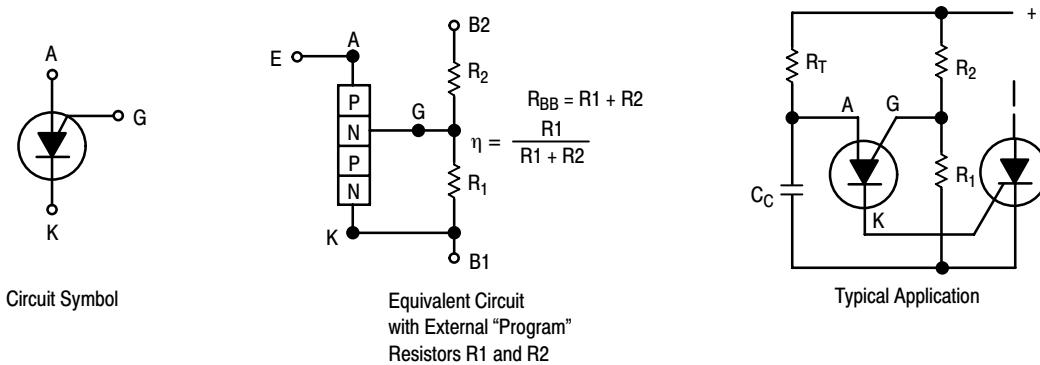 A
G
K
Circuit Symbol
B2
E
A
R2
P
N
P
N
G
RBB = R1 + R2
η = R1
R1 + R2
R1
K
B1
Equivalent Circuit
with External “Program”
Resistors R1 and R2
+
RT
R2
A
G
R1
CC
K
Typical Application